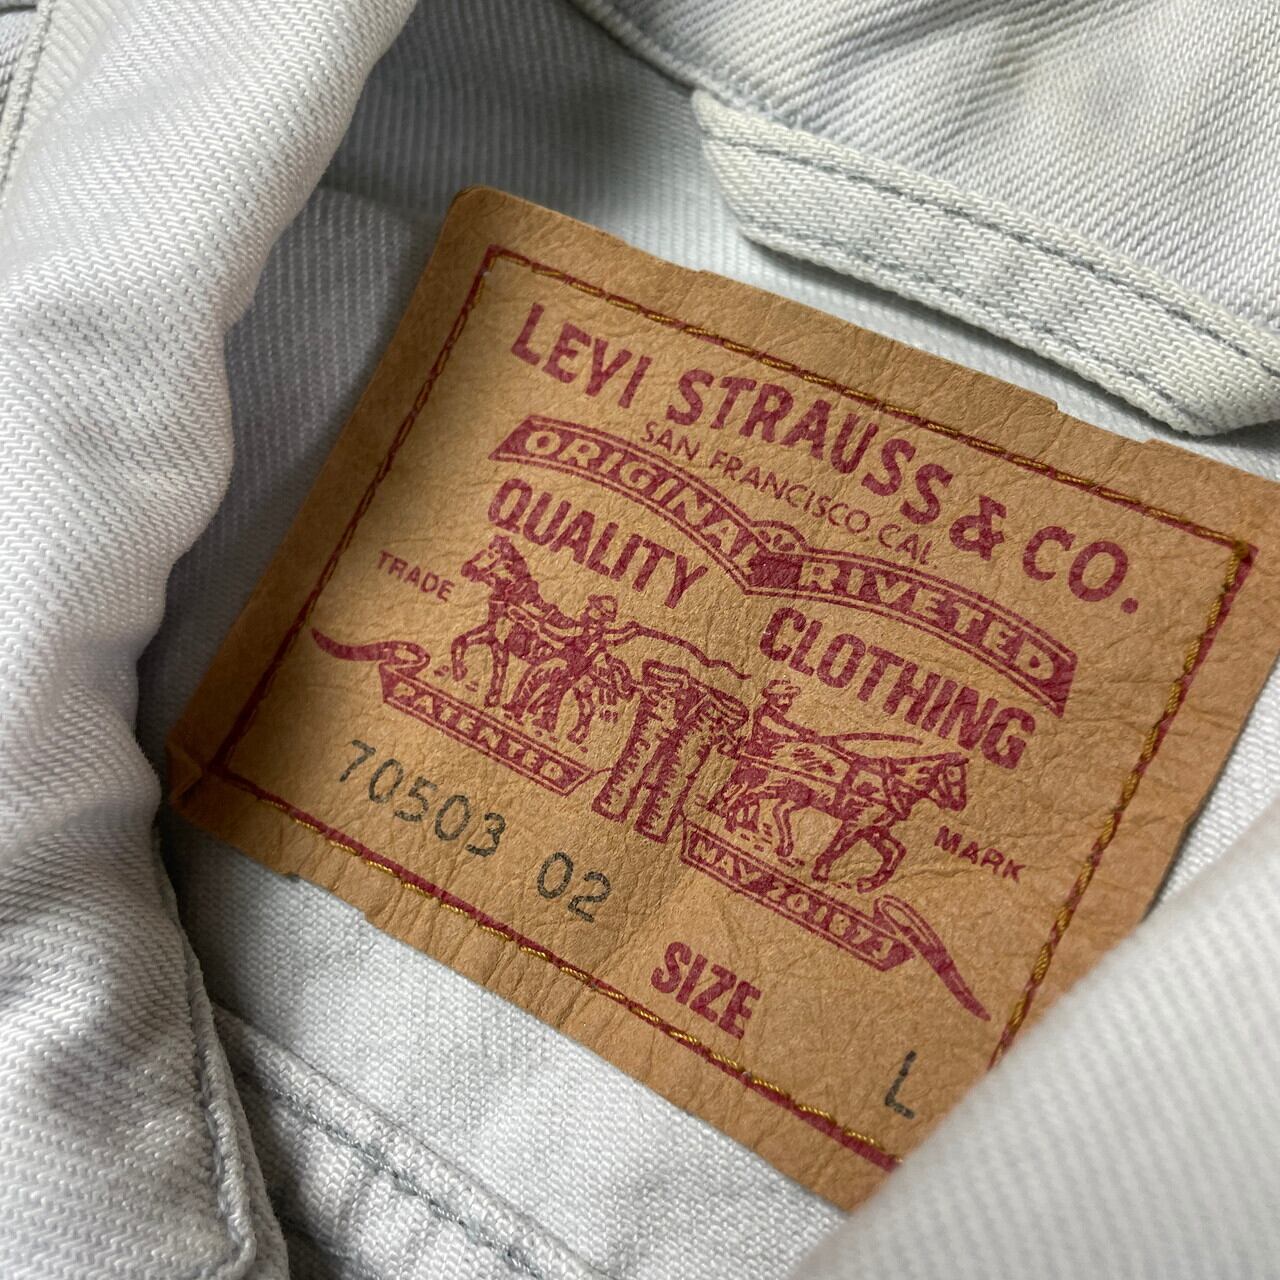 LEVI STRAUSS & CO.
SAN FRANCISCO, CAL.
ORIGINAL RIVETED
QUALITY CLOTHING
TRADE MARK
PATENTED MAY 20 1873
70503 02
SIZE
L